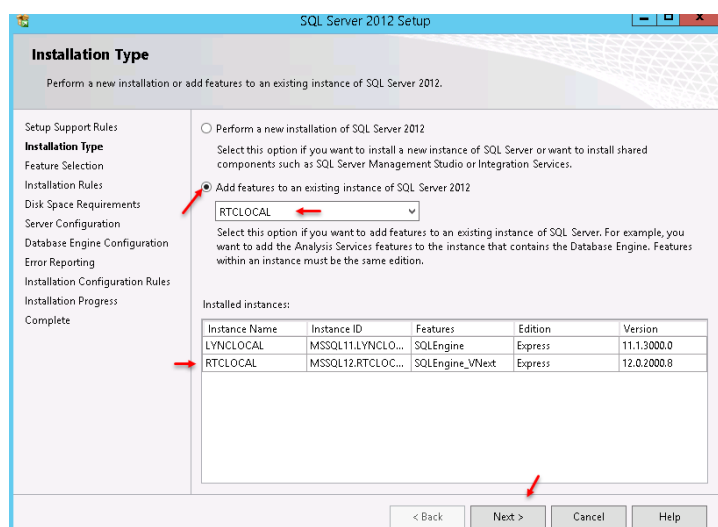 SQL Server 2012 Setup
Installation Type
Perform a new installation or add features to an existing instance of SQL Server 2012.
Setup Support Rules
Installation Type
Feature Selection
Installation Rules
Disk Space Requirements
Server Configuration
Database Engine Configuration
Error Reporting
Installation Configuration Rules
Installation Progress
Complete
Perform a new installation of SQL Server 2012
Select this option if you want to install a new instance of SQL Server or want to install shared
components such as SQL Server Management Studio or Integration Services.
Add features to an existing instance of SQL Server 2012
RTCLOCAL
Select this option if you want to add features to an existing instance of SQL Server. For example, you
want to add the Analysis Services features to the instance that contains the Database Engine. Features
within an instance must be the same edition.
Installed instances:
Instance Name Instance ID Features Edition Version
LYNCLOCAL MSSQL11.LYNCLO... SQLEngine Express 11.1.3000.0
RTCLOCAL MSSQL12.RTCLOC... SQLEngine_VNext Express 12.0.2000.8
< Back Next > Cancel Help